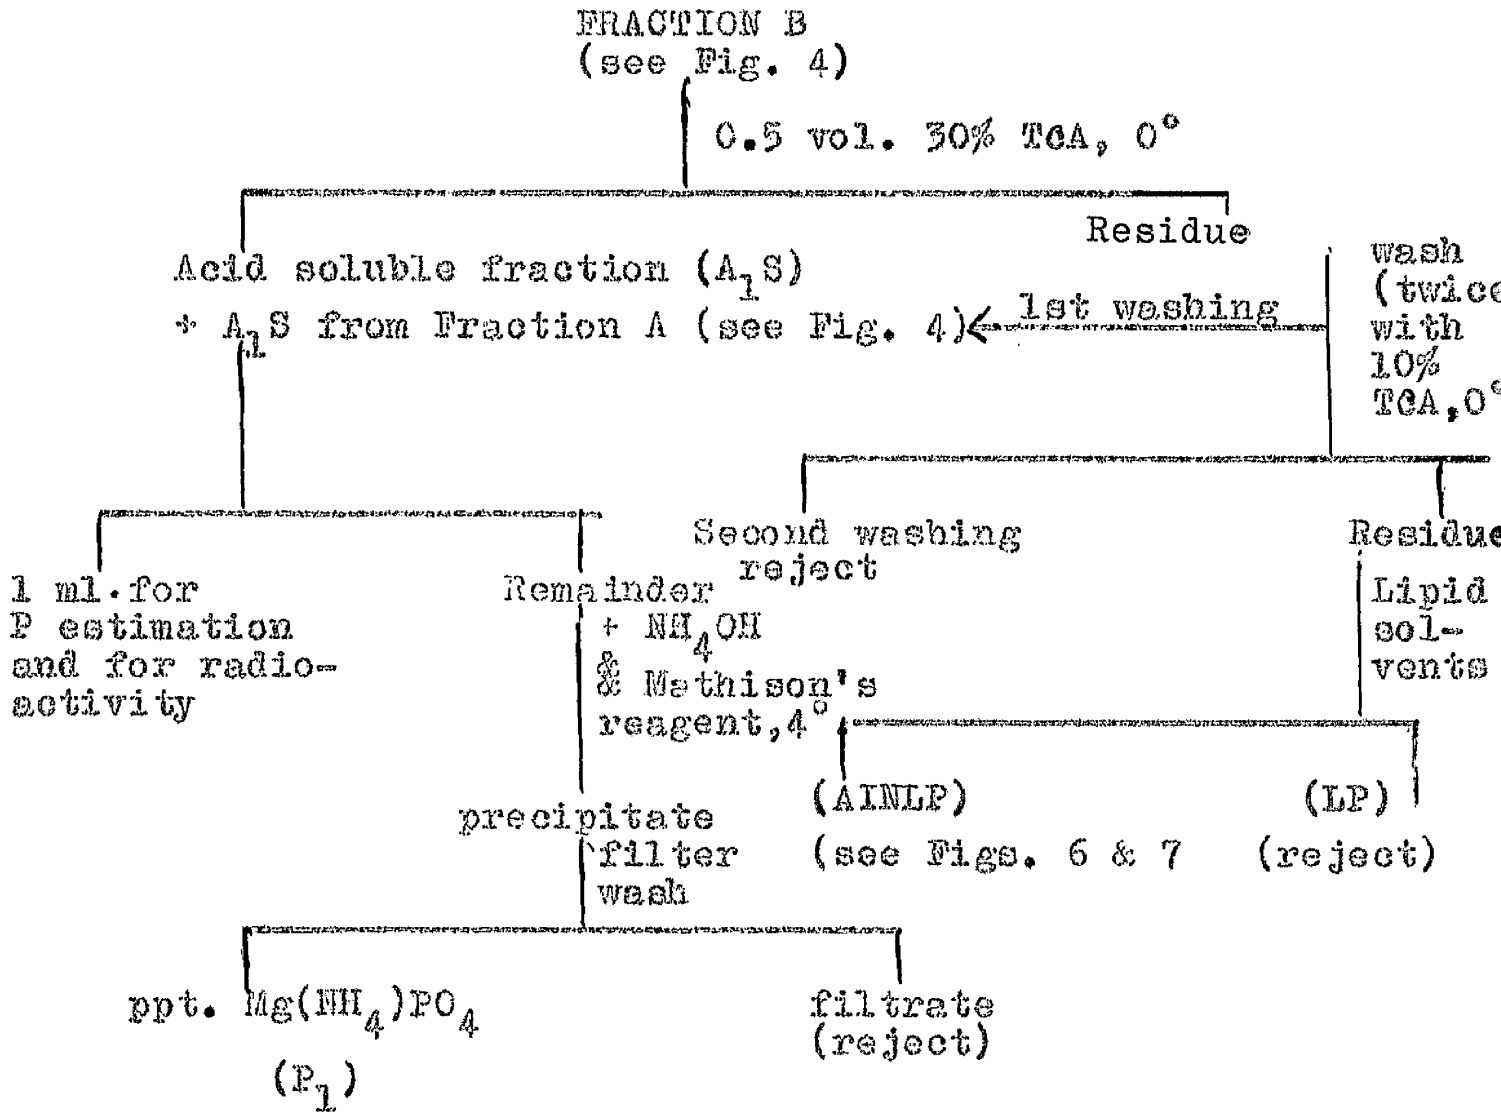 FRACTION B
(see Fig. 4)
0.5 vol. 30% TCA, 0°
Residue
Acid soluble fraction (A₁S)
+ A₁S from Fraction A (see Fig. 4)
1st washing
wash
(twice
with
10%
TCA,0°
Second washing
reject
Residue
Lipid
sol-
vents
1 ml.for
P estimation
and for radio-
activity
Remainder
+ NH₄OH
&
& Mathison's
reagent,4°
precipitate
filter
wash
(AINLP)
(see Figs. 6 & 7
(LP)
(reject)
ppt. Mg(NH₄)PO₄
(P₁)
filtrate
(reject)